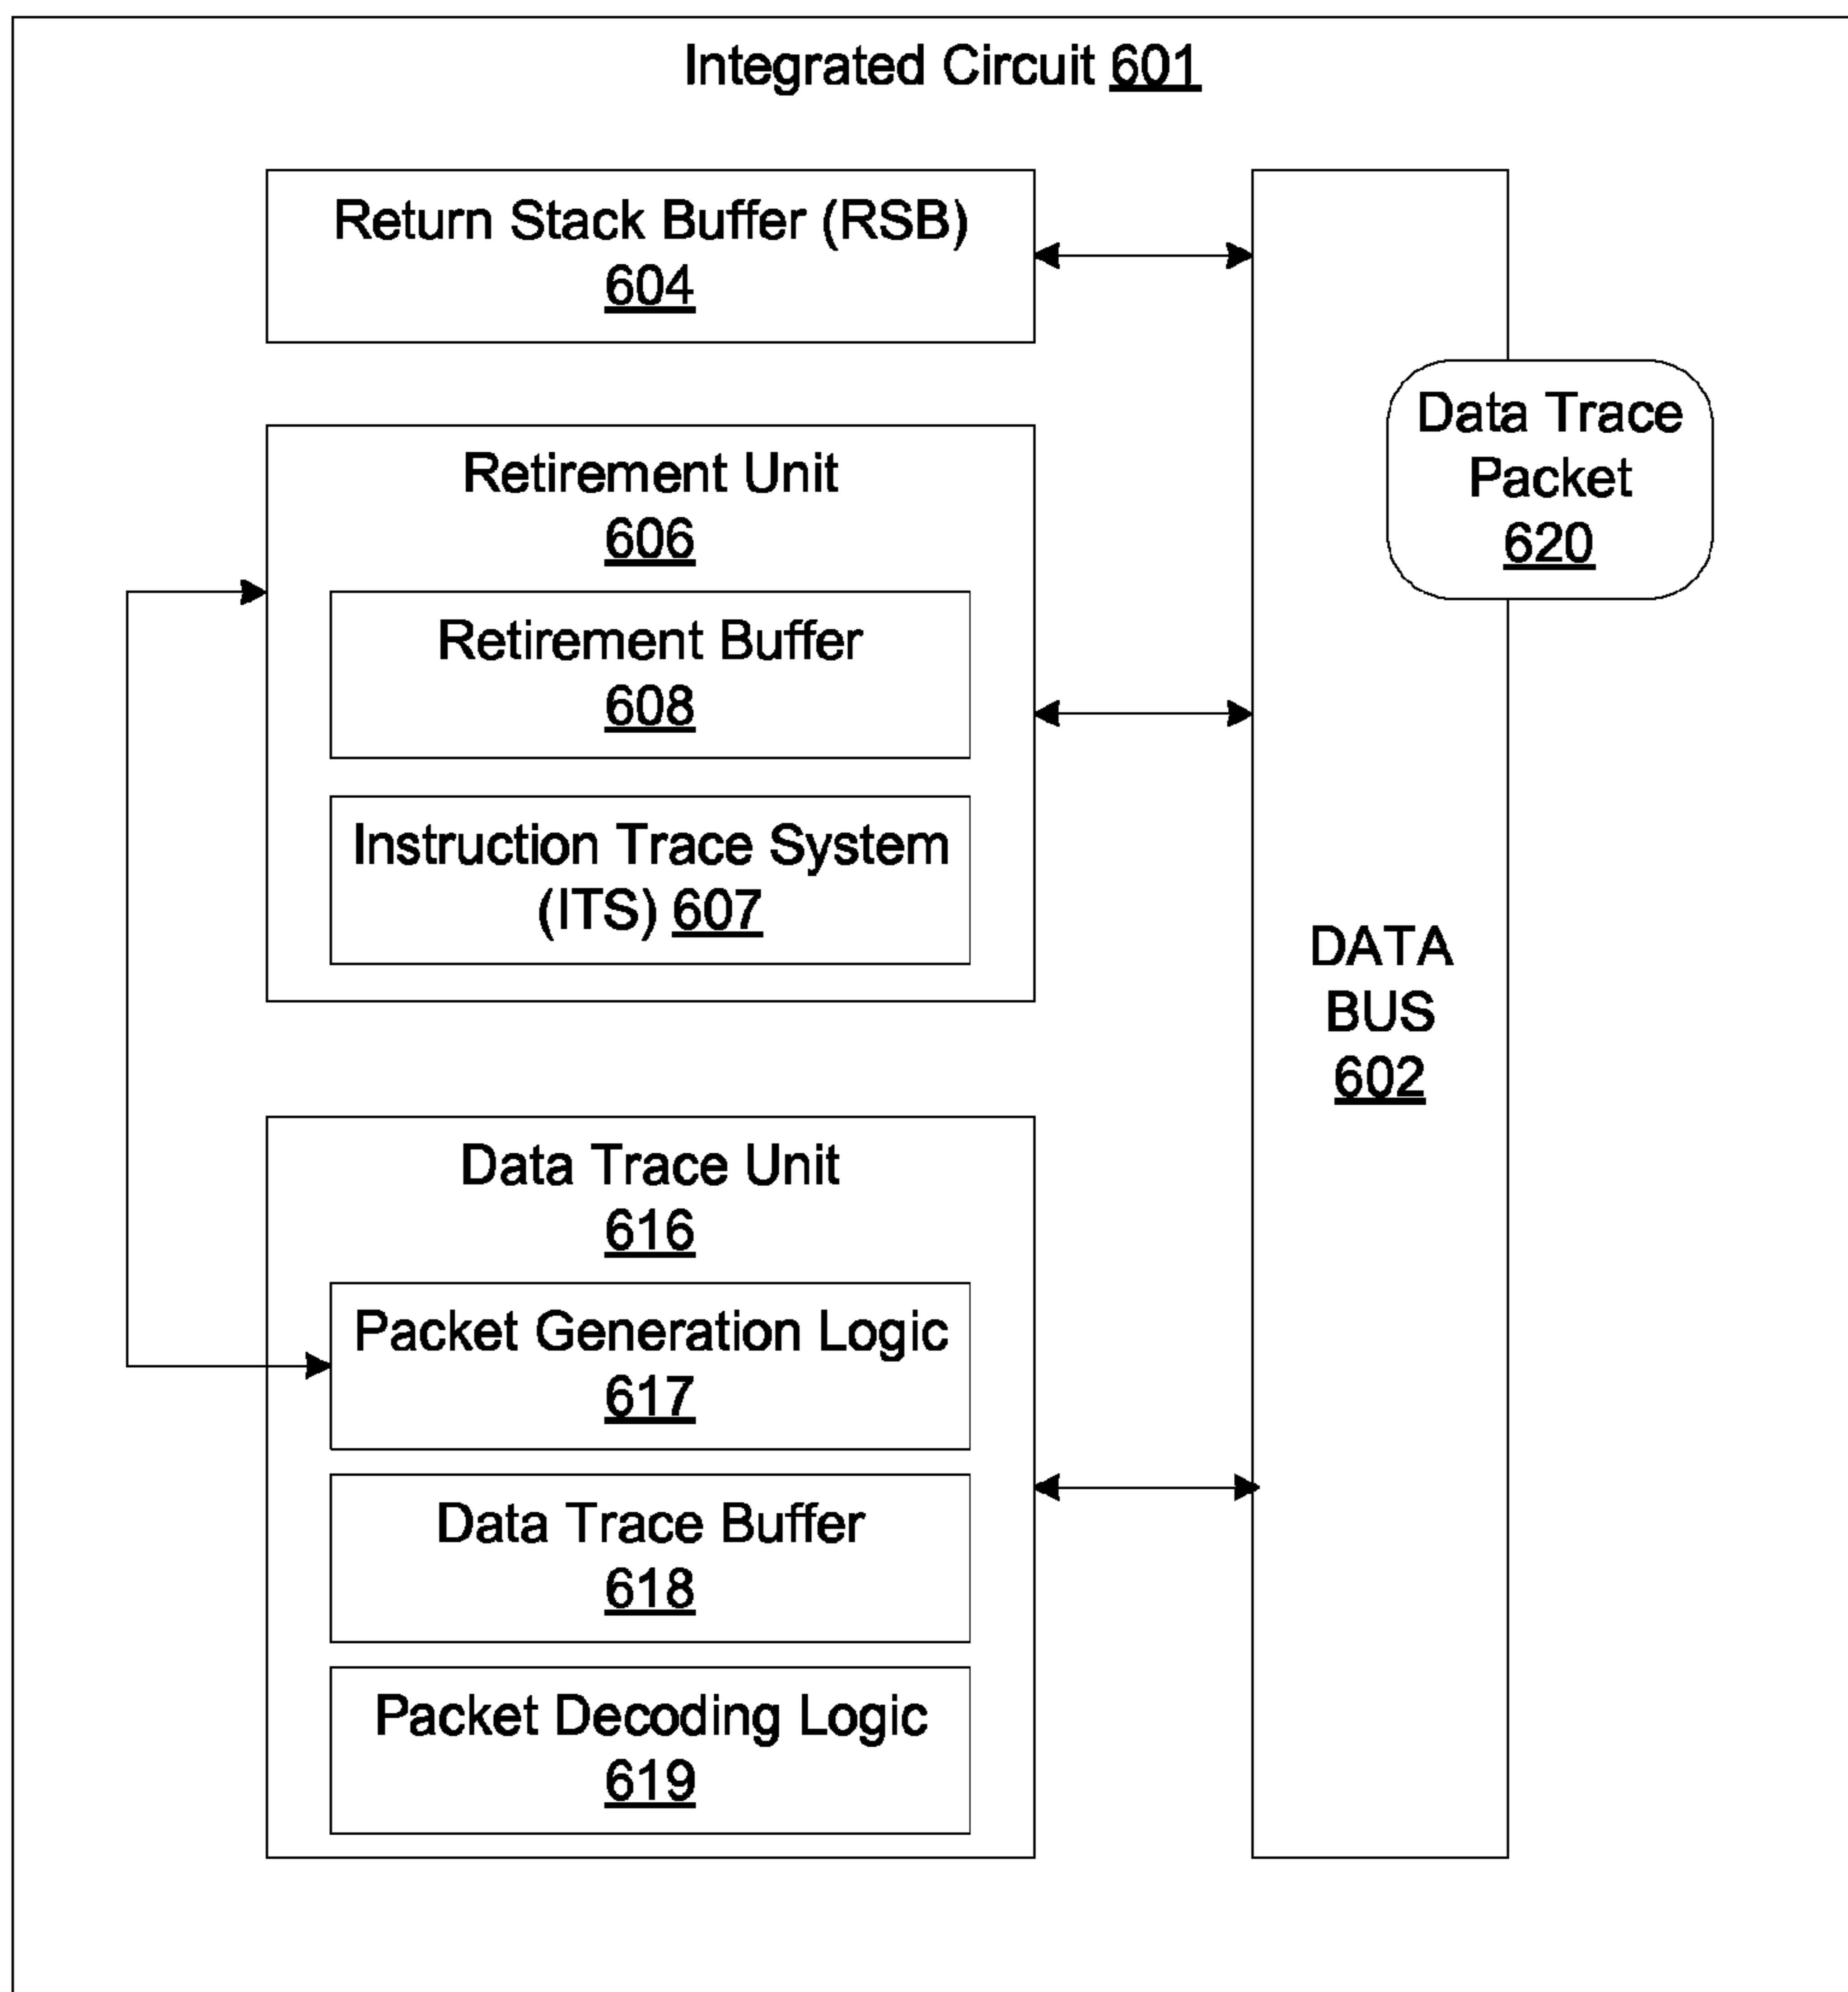 Integrated Circuit 601
Return Stack Buffer (RSB)
604
Retirement Unit
606
Retirement Buffer
608
Instruction Trace System
(ITS) 607
Data Trace Unit
616
Packet Generation Logic
617
Data Trace Buffer
618
Packet Decoding Logic
619
Data Trace
Packet
620
DATA
BUS
602